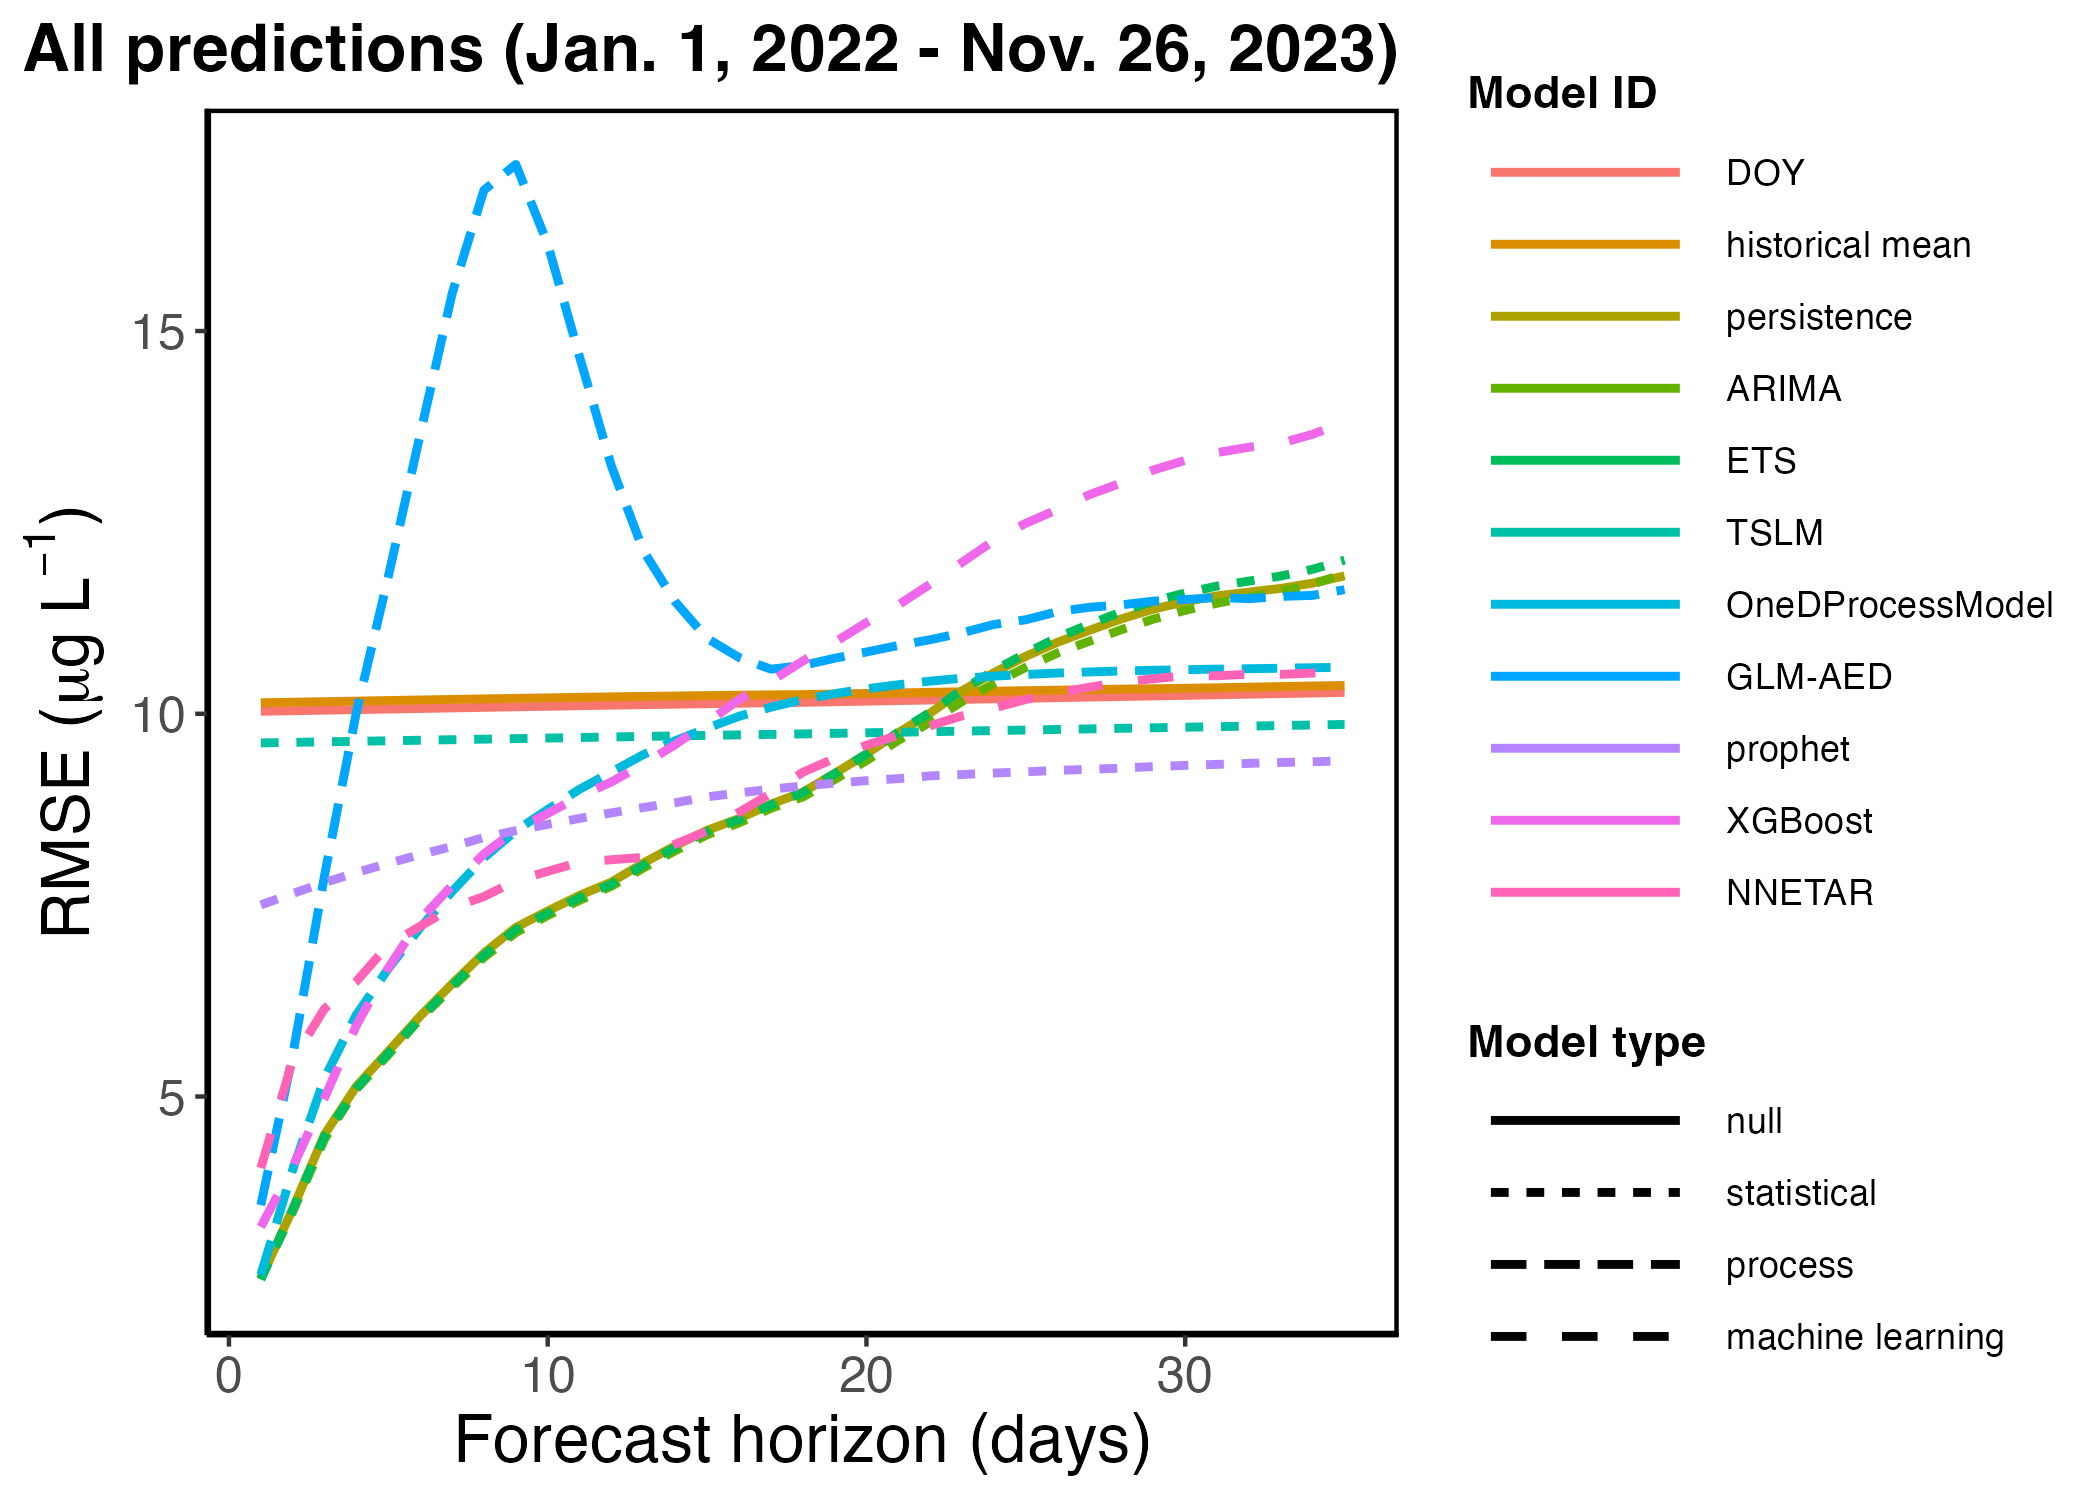 All predictions (Jan. 1, 2022 - Nov. 26, 2023)
RMSE (µg L⁻¹)
15
10
5
0 10 20 30
Forecast horizon (days)
Model ID
DOY
historical mean
persistence
ARIMA
ETS
TSLM
OneDProcessModel
GLM-AED
prophet
XGBoost
NNETAR
Model type
null
statistical
process
machine learning